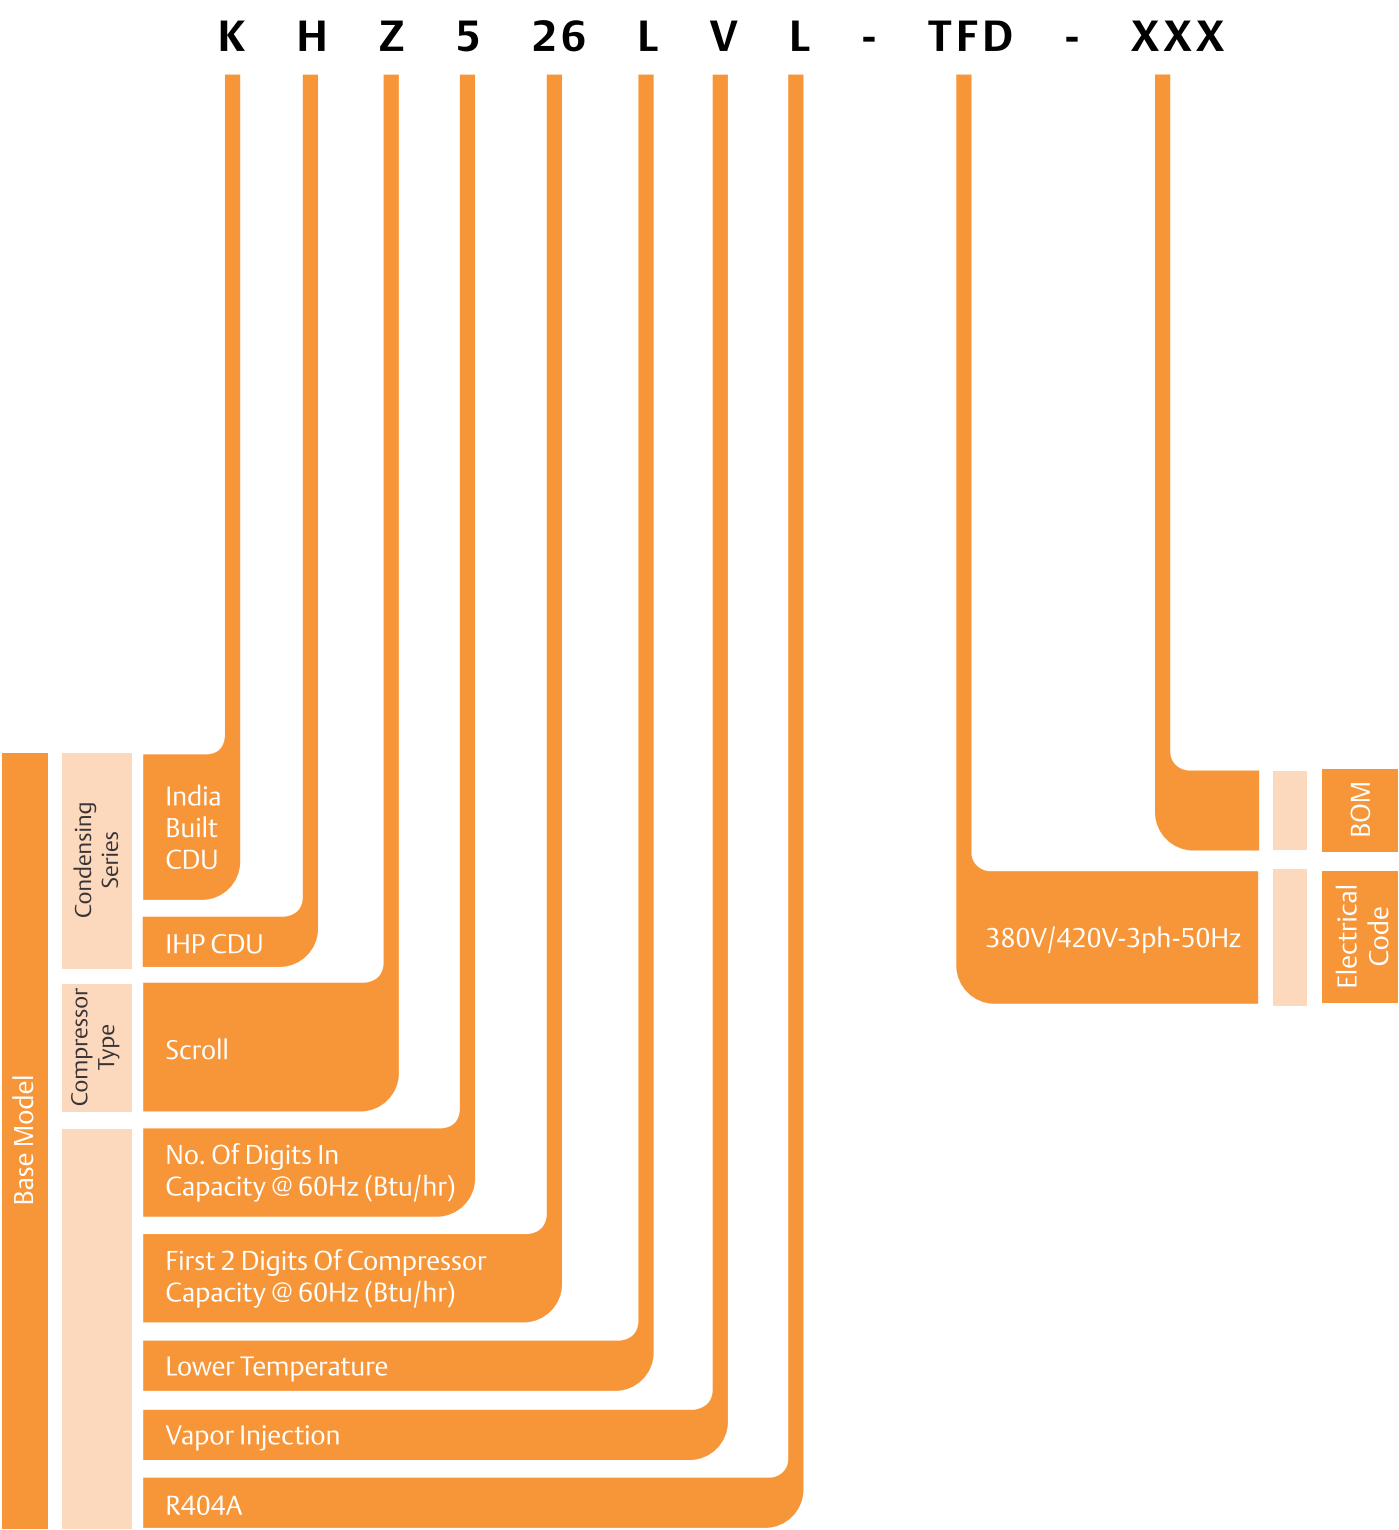 K H Z 5 26 L V L - TFD - XXX
Base Model
Condensing
Series
India
Built
CDU
IHP CDU
Compressor
Type
Scroll
No. Of Digits In
Capacity @ 60Hz (Btu/hr)
First 2 Digits Of Compressor
Capacity @ 60Hz (Btu/hr)
Lower Temperature
Vapor Injection
R404A
BOM
380V/420V-3ph-50Hz
Electrical
Code